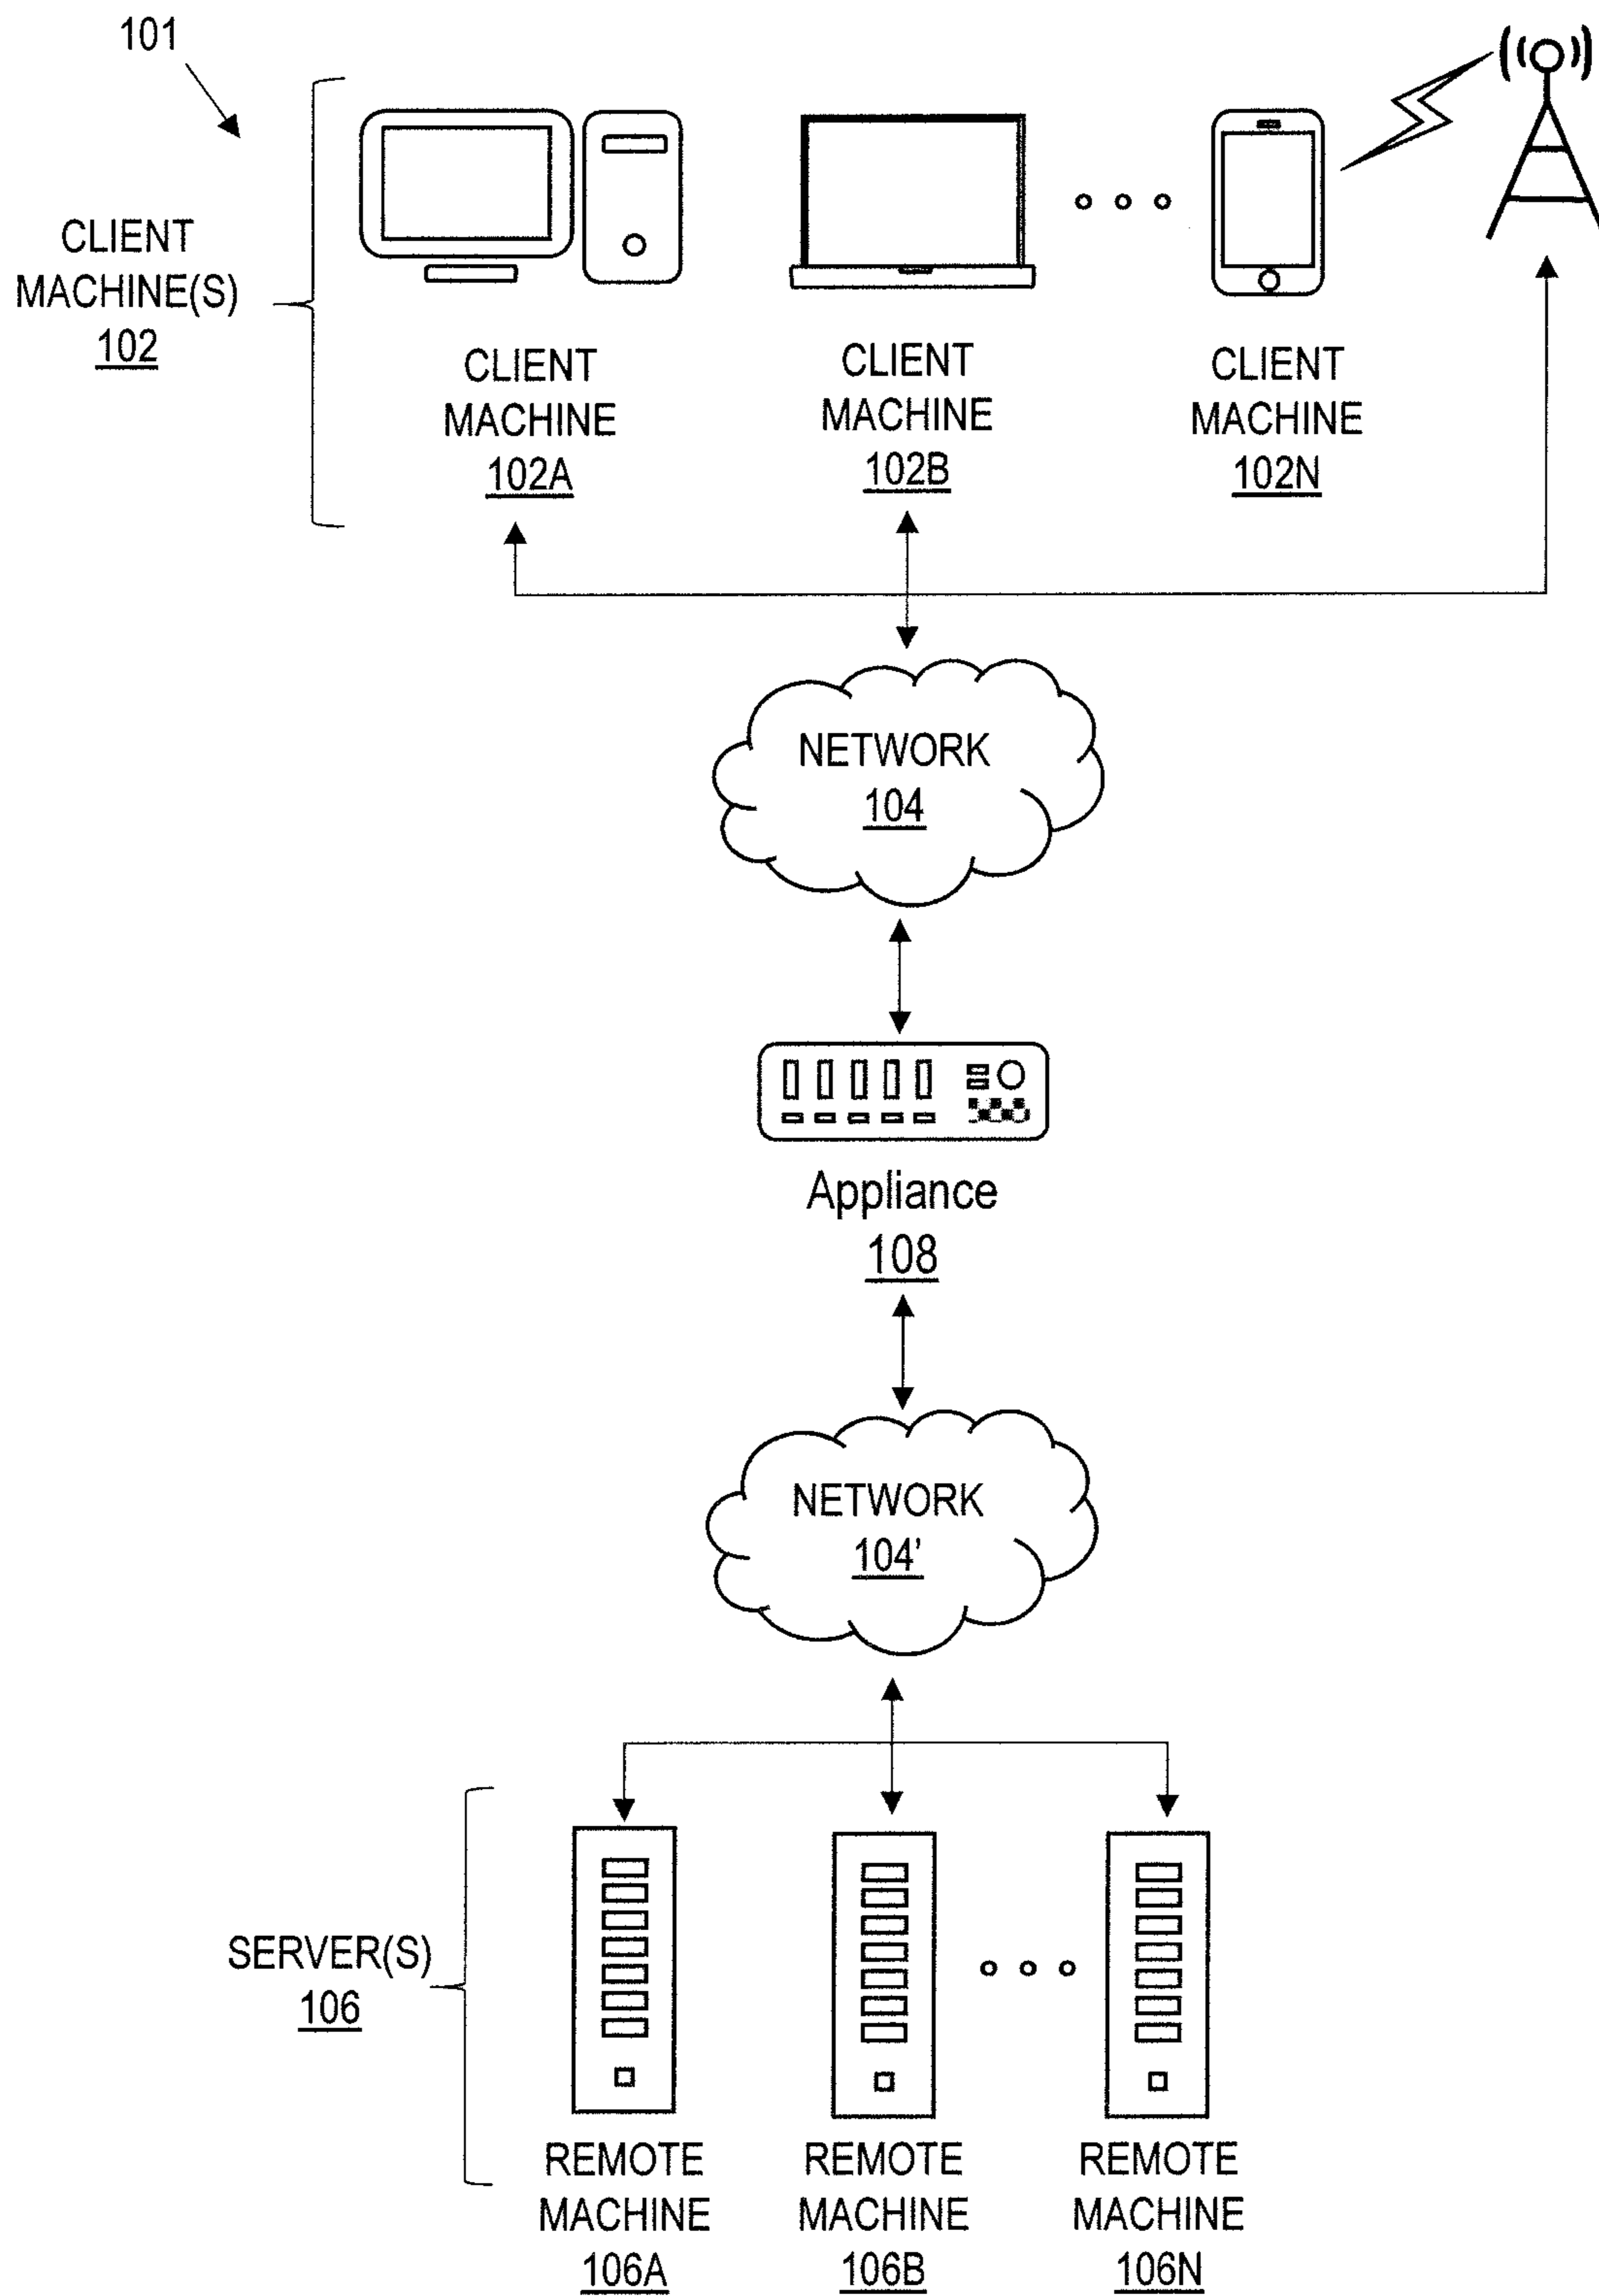 101
CLIENT
MACHINE(S)
102
CLIENT
MACHINE
102A
CLIENT
MACHINE
102B
CLIENT
MACHINE
102N
NETWORK
104
Appliance
108
NETWORK
104'
SERVER(S)
106
REMOTE
MACHINE
106A
REMOTE
MACHINE
106B
REMOTE
MACHINE
106N